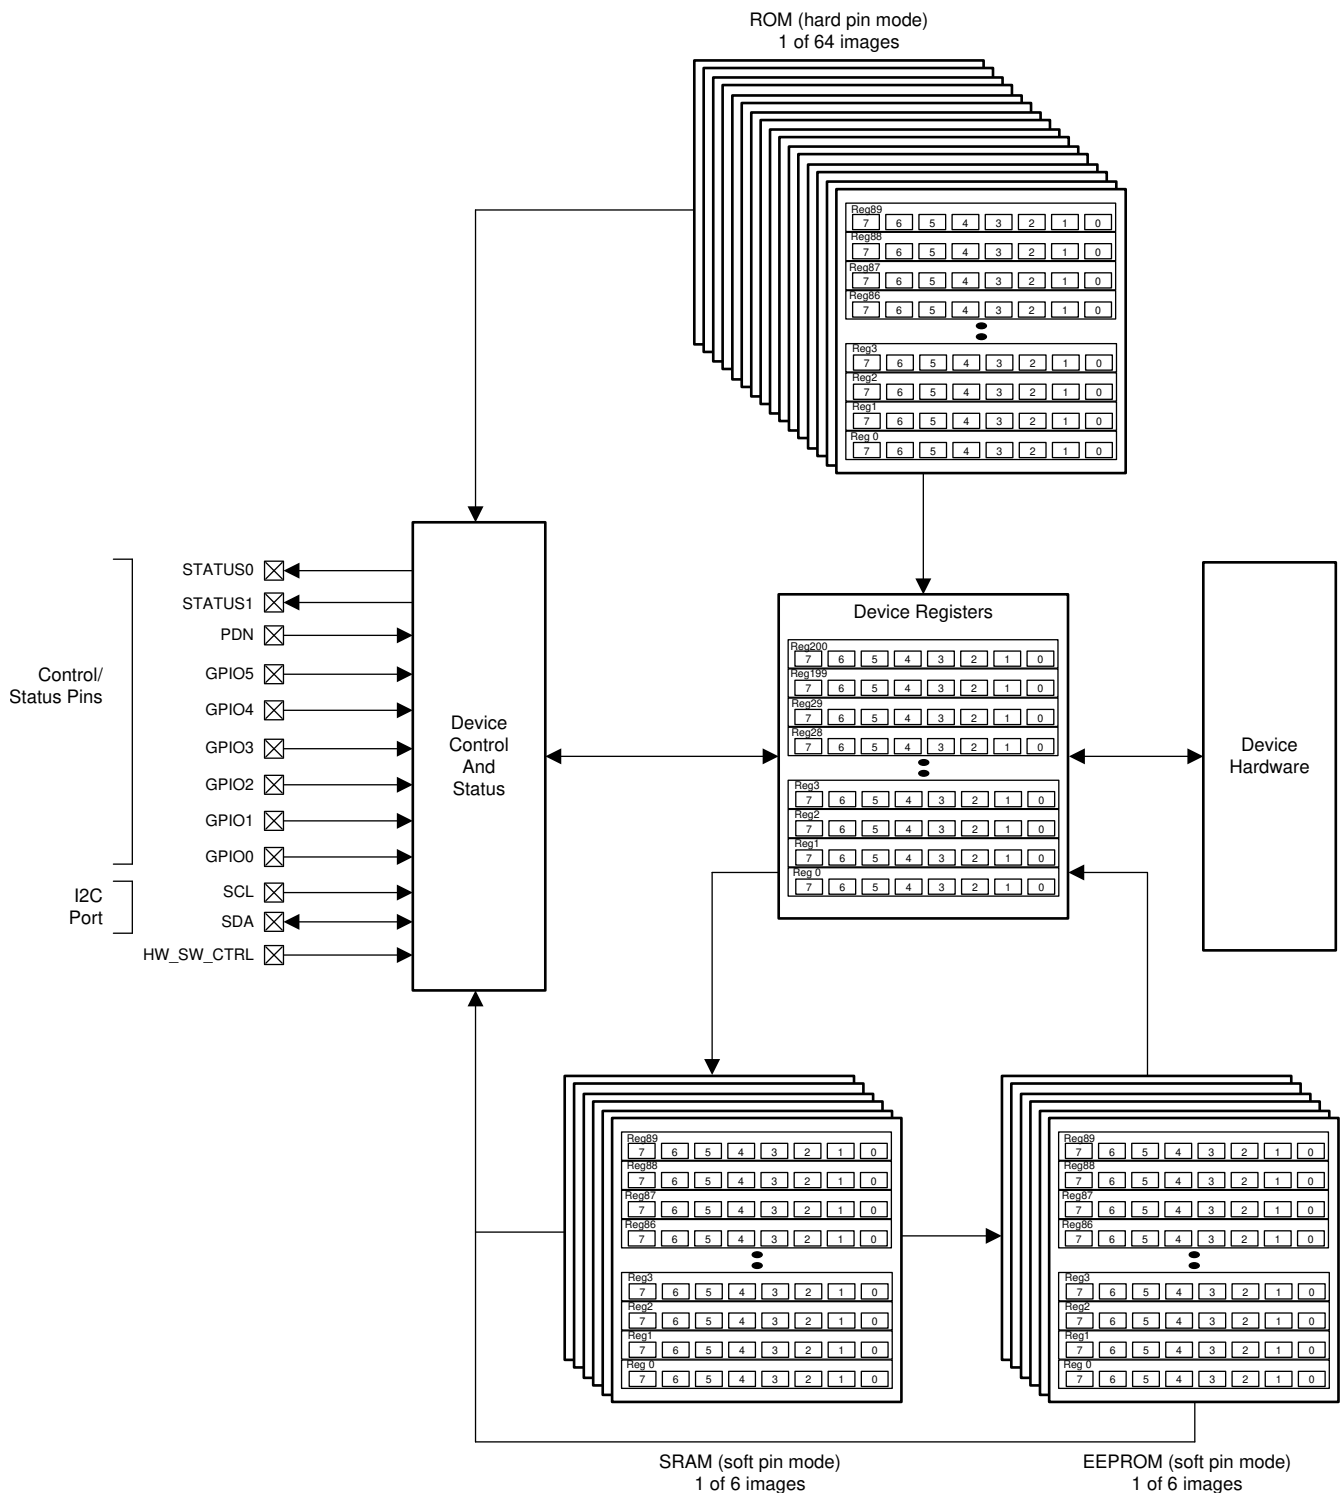 ROM (hard pin mode)
1 of 64 images
Reg89
7 6 5 4 3 2 1 0
Reg88
7 6 5 4 3 2 1 0
Reg87
7 6 5 4 3 2 1 0
Reg86
7 6 5 4 3 2 1 0
Reg3
7 6 5 4 3 2 1 0
Reg2
7 6 5 4 3 2 1 0
Reg1
7 6 5 4 3 2 1 0
Reg 0
7 6 5 4 3 2 1 0
Control/
Status Pins
STATUS0
STATUS1
PDN
GPIO5
GPIO4
GPIO3
GPIO2
GPIO1
GPIO0
I2C
Port
SCL
SDA
HW_SW_CTRL
Device
Control
And
Status
Device Registers
Reg200
7 6 5 4 3 2 1 0
Reg199
7 6 5 4 3 2 1 0
Reg29
7 6 5 4 3 2 1 0
Reg28
7 6 5 4 3 2 1 0
Reg3
7 6 5 4 3 2 1 0
Reg2
7 6 5 4 3 2 1 0
Reg1
7 6 5 4 3 2 1 0
Reg 0
7 6 5 4 3 2 1 0
Device
Hardware
Reg89
7 6 5 4 3 2 1 0
Reg88
7 6 5 4 3 2 1 0
Reg87
7 6 5 4 3 2 1 0
Reg86
7 6 5 4 3 2 1 0
Reg3
7 6 5 4 3 2 1 0
Reg2
7 6 5 4 3 2 1 0
Reg1
7 6 5 4 3 2 1 0
Reg 0
7 6 5 4 3 2 1 0
SRAM (soft pin mode)
1 of 6 images
Reg89
7 6 5 4 3 2 1 0
Reg88
7 6 5 4 3 2 1 0
Reg87
7 6 5 4 3 2 1 0
Reg86
7 6 5 4 3 2 1 0
Reg3
7 6 5 4 3 2 1 0
Reg2
7 6 5 4 3 2 1 0
Reg1
7 6 5 4 3 2 1 0
Reg 0
7 6 5 4 3 2 1 0
EEPROM (soft pin mode)
1 of 6 images